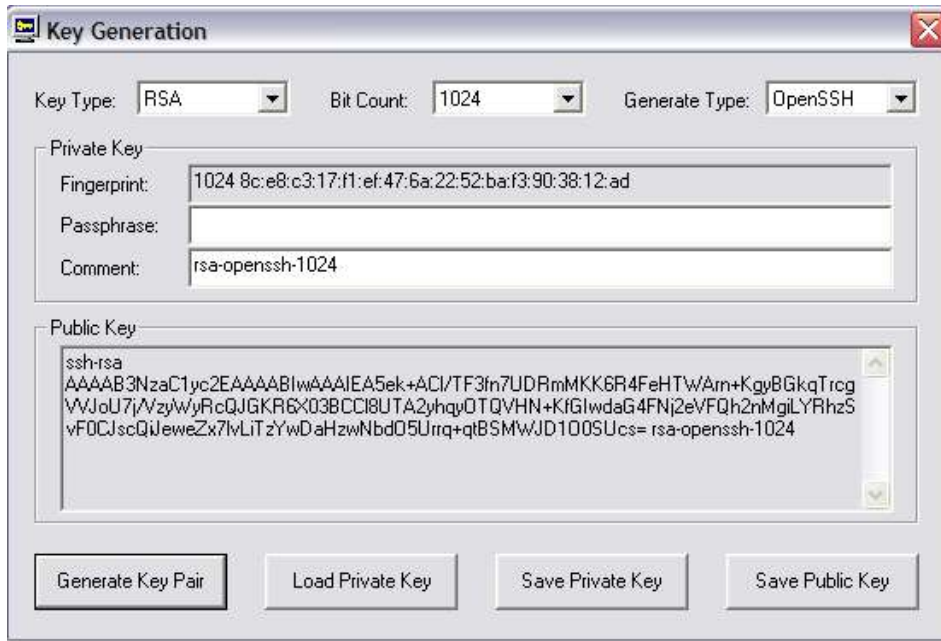 Key Generation
Key Type: RSA Bit Count: 1024 Generate Type: OpenSSH
Private Key
Fingerprint: 1024 8c:e8:c3:17:f1:ef:47:6a:22:52:ba:f3:90:38:12:ad
Passphrase:
Comment: rsa-openssh-1024
Public Key
ssh-rsa
AAAAB3NzaC1yc2EAAAABIwAAAIEA5ek+ACI/TF3fn7UDRmMKK6R4FeHTWArn+KgyBGkqTrcg
VVJoU7j/VzyWyRcQJGKR6X03BCCl8UTA2yhqyOTQVHN+KfGIwdaG4FNj2eVFQh2nMgiLYRhzS
vF0CJscQiJeweZx7IvLiTzYwDaHzwNbdO5Urrq+qtBSMWJD1O0SUcs= rsa-openssh-1024
Generate Key Pair Load Private Key Save Private Key Save Public Key